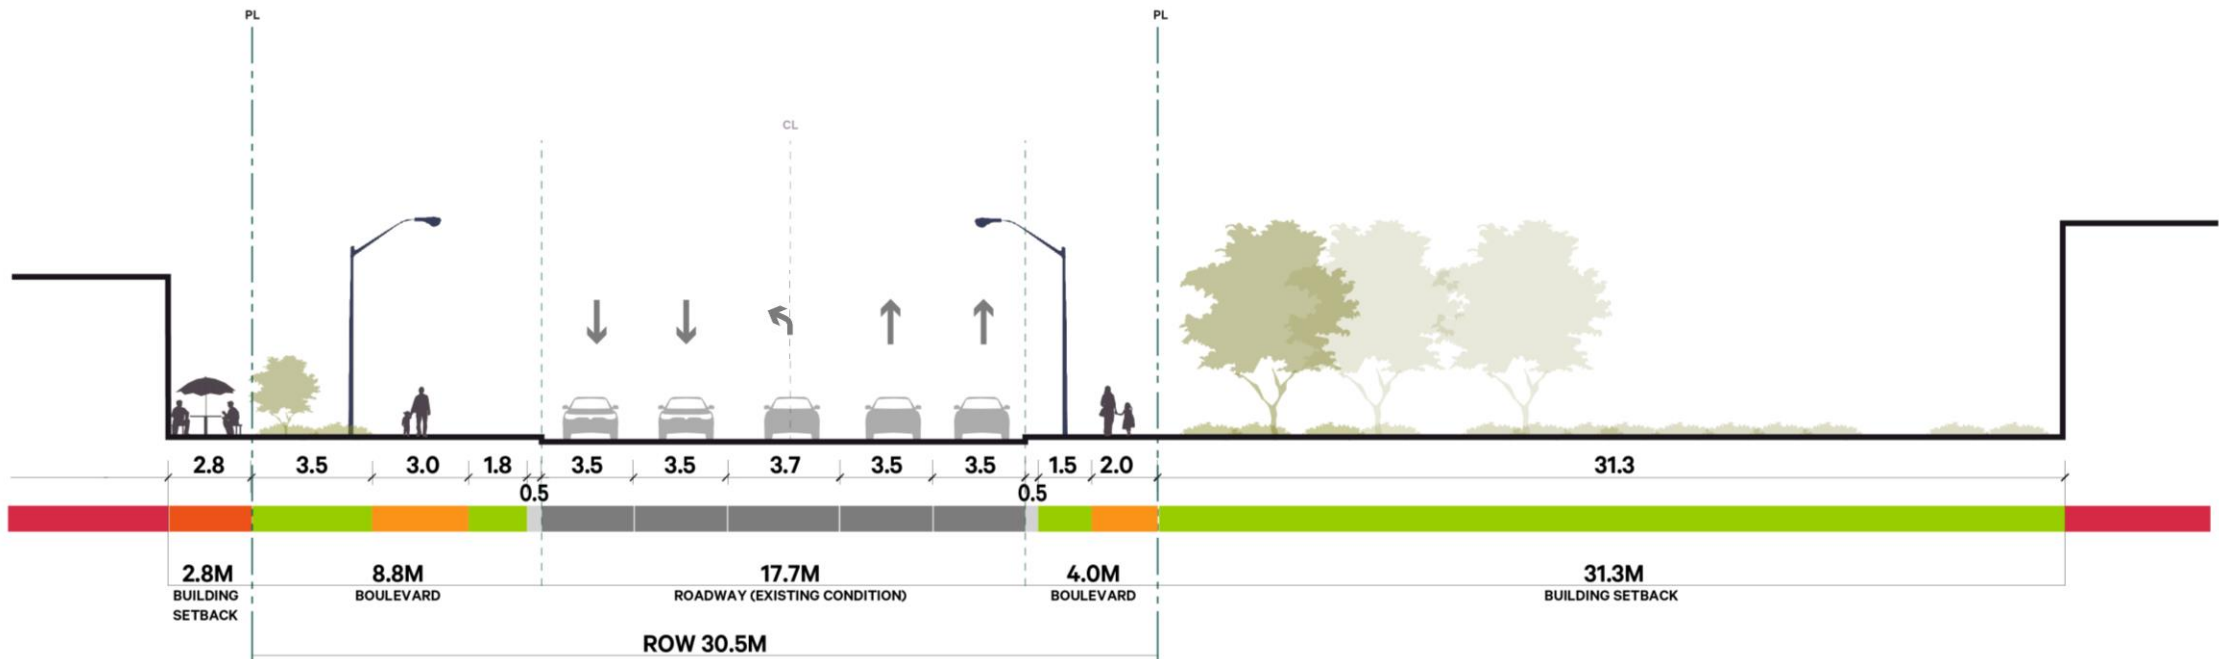 PL
PL
CL
2.8
3.5
3.0
1.8
0.5
3.5
3.5
3.7
3.5
3.5
0.5
1.5
2.0
31.3
2.8M
BUILDING
SETBACK
8.8M
BOULEVARD
17.7M
ROADWAY (EXISTING CONDITION)
4.0M
BOULEVARD
31.3M
BUILDING SETBACK
ROW 30.5M